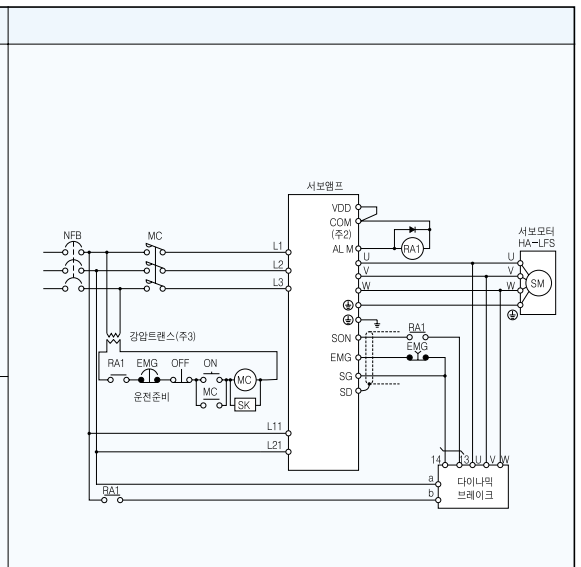 서보앰프
VDD
COM
(주2)
AL M
RA1
NFB
MC
L1
L2
L3
U
V
W
서보모터
HA-LFS
U
V
W
SM
강압트랜스(주3)
RA1
EMG
OFF
ON
MC
MC
SK
운전준비
SON
RA1
EMG
EMG
SG
SD
L11
L21
14
13
U
V
W
a
b
다이나믹
브레이크
RA1